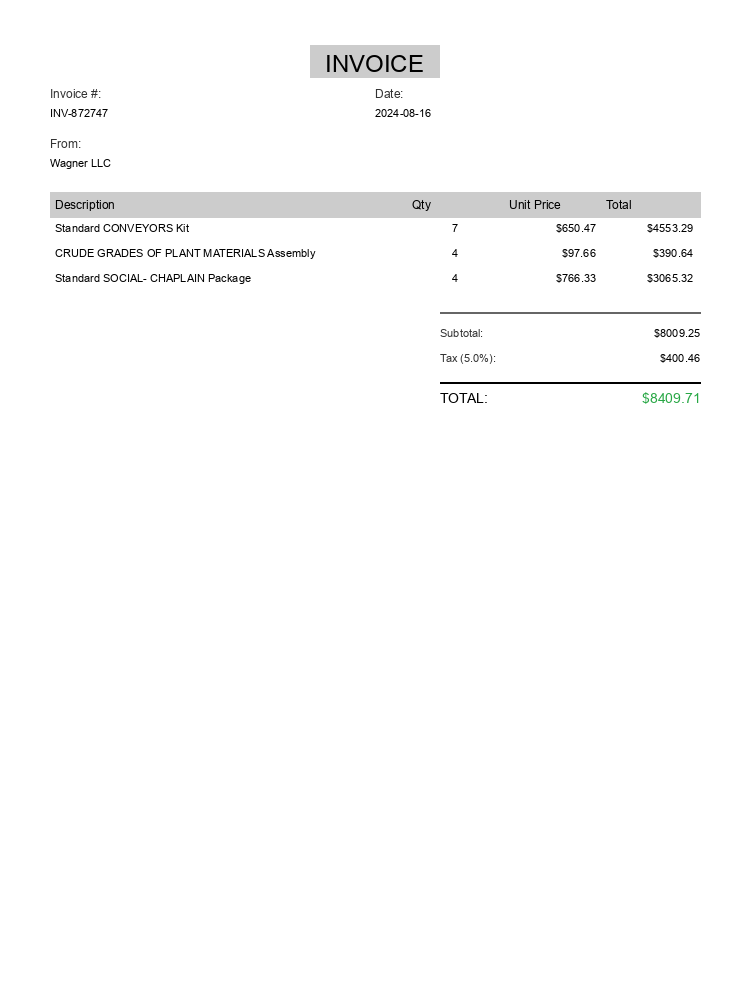 INVOICE
Invoice #: Date:
INV-872747 2024-08-16
From:
Wagner LLC
Description Qty Unit Price Total
Standard CONVEYORS Kit 7 $650.47 $4553.29
CRUDE GRADES OF PLANT MATERIALS Assembly 4 $97.66 $390.64
Standard SOCIAL- CHAPLAIN Package 4 $766.33 $3065.32
Subtotal: $8009.25
Tax (5.0%): $400.46
TOTAL: $8409.71